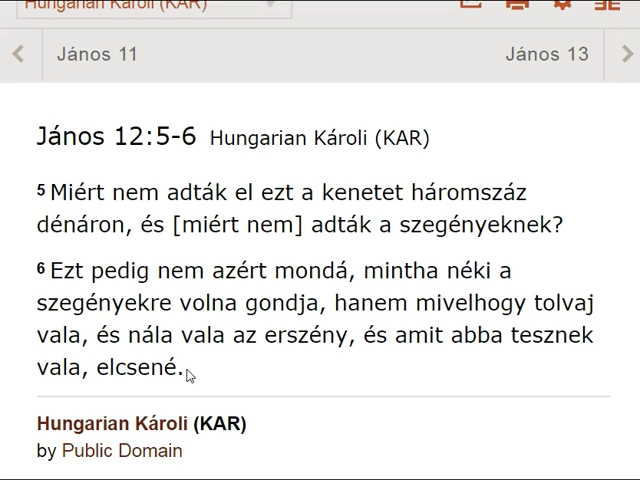 Hungarian Károli (KAR)
János 11
János 13
János 12:5-6 Hungarian Károli (KAR)
5 Miért nem adták el ezt a kenetet háromszáz
dénáron, és [miért nem] adták a szegényeknek?
6 Ezt pedig nem azért mondá, mintha néki a
szegényekre volna gondja, hanem mivelhogy tolvaj
vala, és nála vala az erszény, és amit abba tesznek
vala, elcsené.
Hungarian Károli (KAR)
by Public Domain